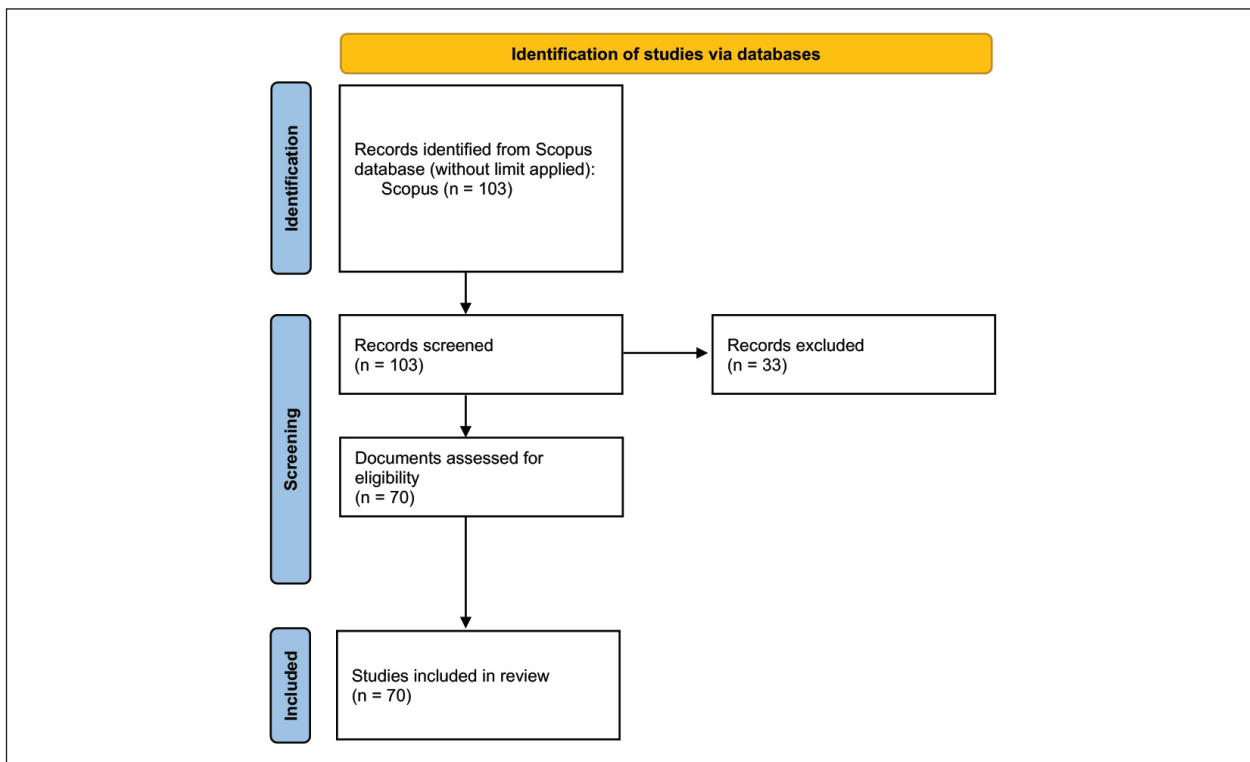 Identification of studies via databases
Identification
Records identified from Scopus
database (without limit applied):
Scopus (n = 103)
Screening
Records screened
(n = 103)
Records excluded
(n = 33)
Documents assessed for
eligibility
(n = 70)
Included
Studies included in review
(n = 70)